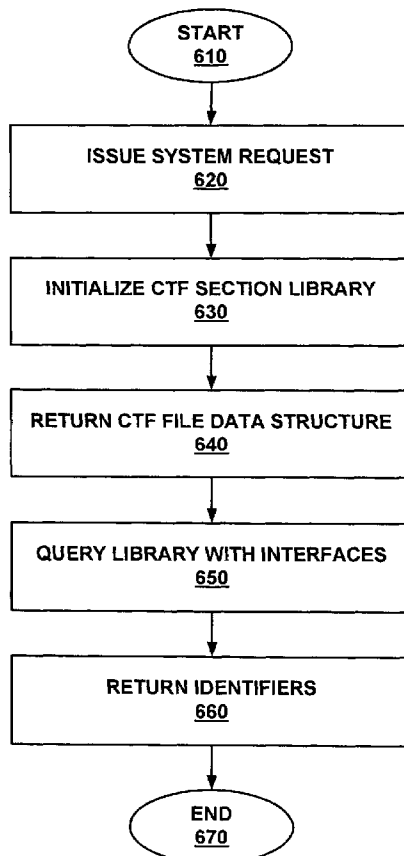 START
610
ISSUE SYSTEM REQUEST
620
INITIALIZE CTF SECTION LIBRARY
630
RETURN CTF FILE DATA STRUCTURE
640
QUERY LIBRARY WITH INTERFACES
650
RETURN IDENTIFIERS
660
END
670